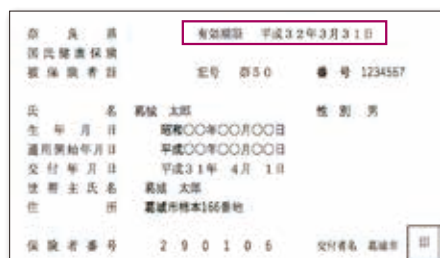 奈良県 有効期限 平成32年3月31日
国民健康保険
被保険者証 記号 葛50 番号 1234567
氏名 葛城 太郎 性別 男
生年月日 昭和〇〇年〇〇月〇〇日
適用開始年月日 平成〇〇年〇〇月〇〇日
交付年月日 平成31年 4月 1日
世帯主氏名 葛城 太郎
住所 葛城市柿本166番地
保険者番号 290106 交付者名 葛城市 印